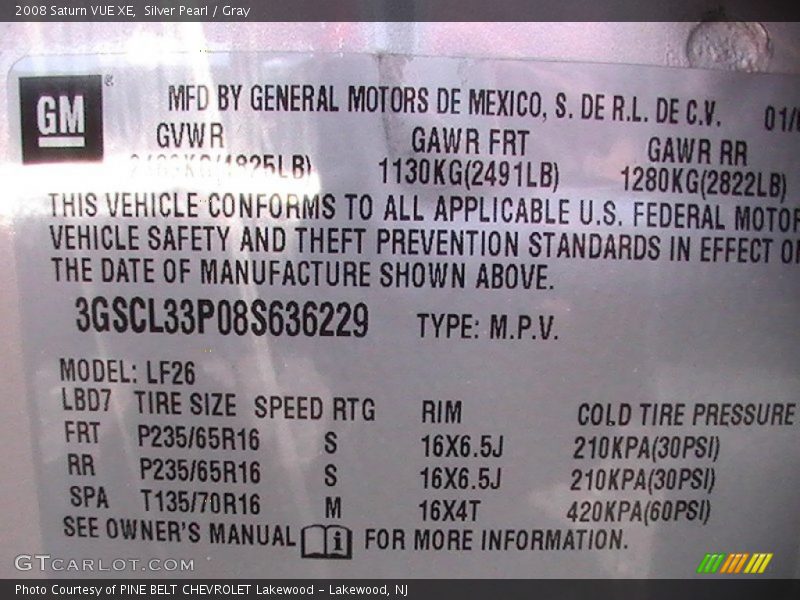 2008 Saturn VUE XE, Silver Pearl / Gray
GM
MFD BY GENERAL MOTORS DE MEXICO, S. DE R.L. DE C.V. 01/
GVWR GAWR FRT GAWR RR
1130KG(2491LB) 1280KG(2822LB)
THIS VEHICLE CONFORMS TO ALL APPLICABLE U.S. FEDERAL MOTOR
VEHICLE SAFETY AND THEFT PREVENTION STANDARDS IN EFFECT
THE DATE OF MANUFACTURE SHOWN ABOVE.
3GSCL33P08S636229 TYPE: M.P.V.
MODEL: LF26
LBD7 TIRE SIZE SPEED RTG RIM COLD TIRE PRESSURE
FRT P235/65R16 S 16X6.5J 210KPA(30PSI)
RR P235/65R16 S 16X6.5J 210KPA(30PSI)
SPA T135/70R16 M 16X4T 420KPA(60PSI)
SEE OWNER'S MANUAL i FOR MORE INFORMATION.
GTCARLOT.COM
Photo Courtesy of PINE BELT CHEVROLET Lakewood - Lakewood, NJ